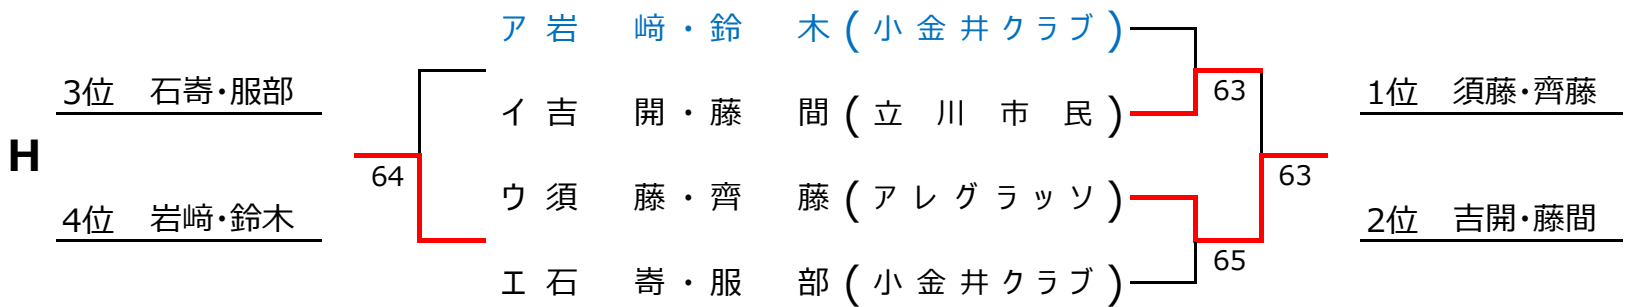 ア 岩﨑・鈴木(小金井クラブ)
3位 石嵜・服部
63
1位 須藤・齊藤
イ 吉開・藤間(立川市民)
H
64
63
ウ 須藤・齊藤(アレグラッソ)
4位 岩﨑・鈴木
2位 吉開・藤間
65
エ 石嵜・服部(小金井クラブ)